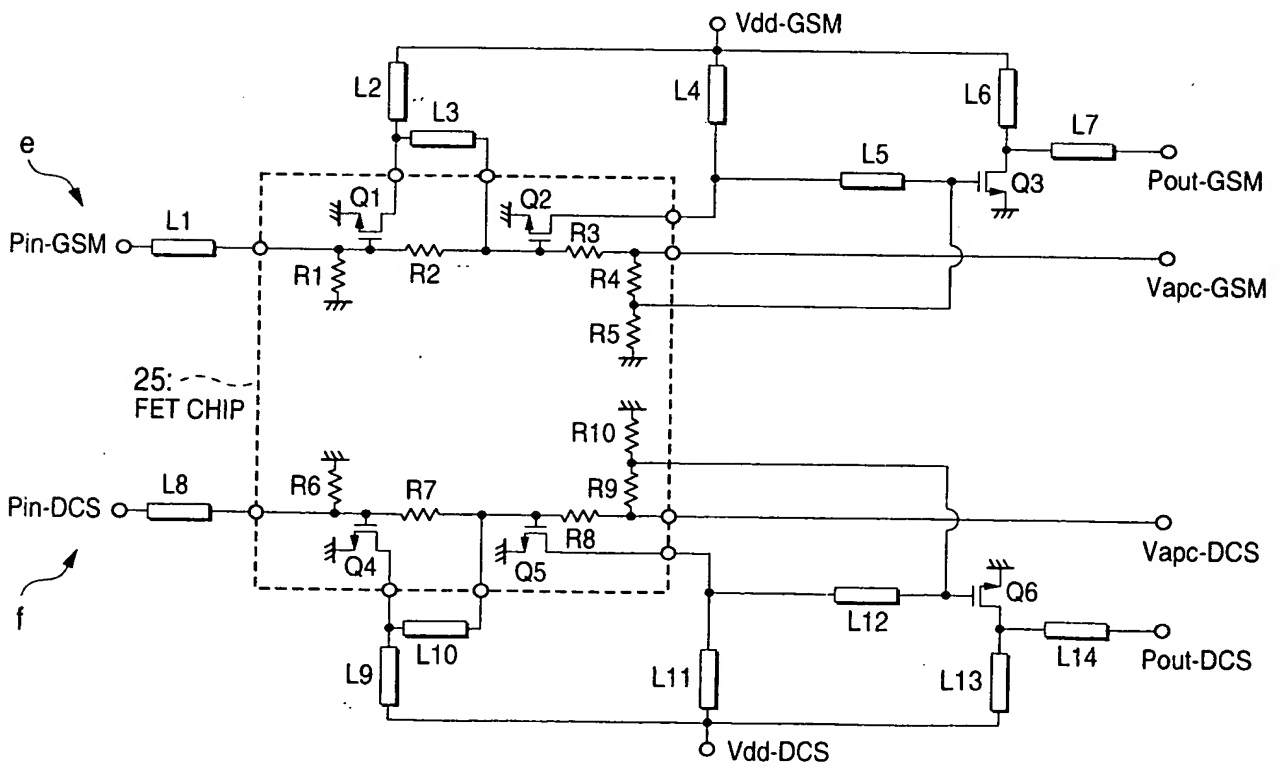 Vdd-GSM
L2
L3
L4
L6
L7
e
L5
Q1
Q2
Q3
Pout-GSM
L1
Pin-GSM
R3
R1
R2
R4
Vapc-GSM
R5
25:
FET CHIP
R10
L8
R6
R7
R9
Pin-DCS
R8
Vapc-DCS
Q4
Q5
Q6
f
L12
L10
L14
L9
L11
L13
Pout-DCS
Vdd-DCS